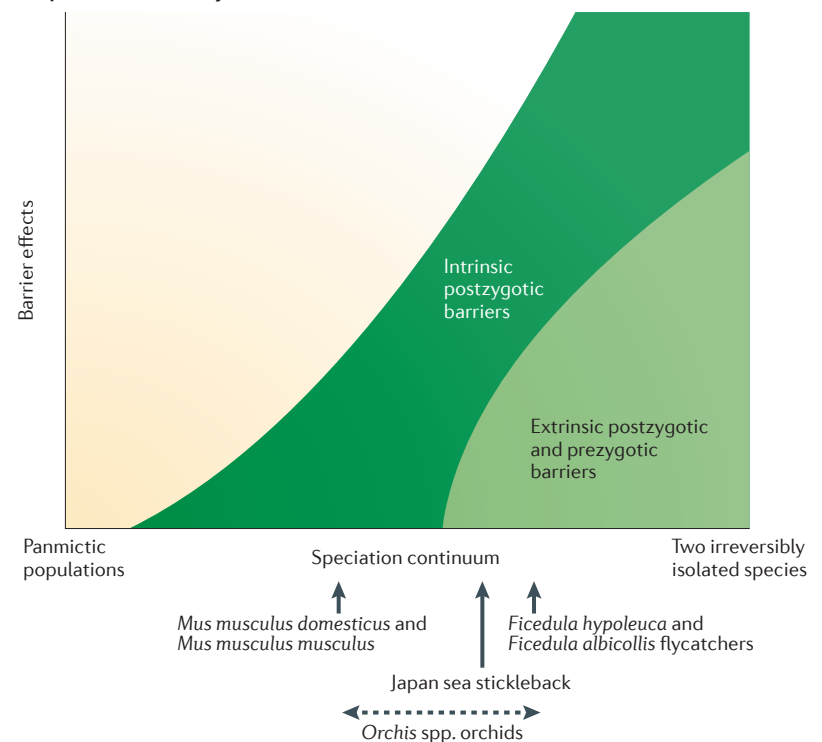 Barrier effects
Intrinsic
postzygotic
barriers
Extrinsic postzygotic
and prezygotic
barriers
Panmictic
populations
Speciation continuum
Two irreversibly
isolated species
Mus musculus domesticus and
Mus musculus musculus
Ficedula hypoleuca and
Ficedula albicollis flycatchers
Japan sea stickleback
Orchis spp. orchids